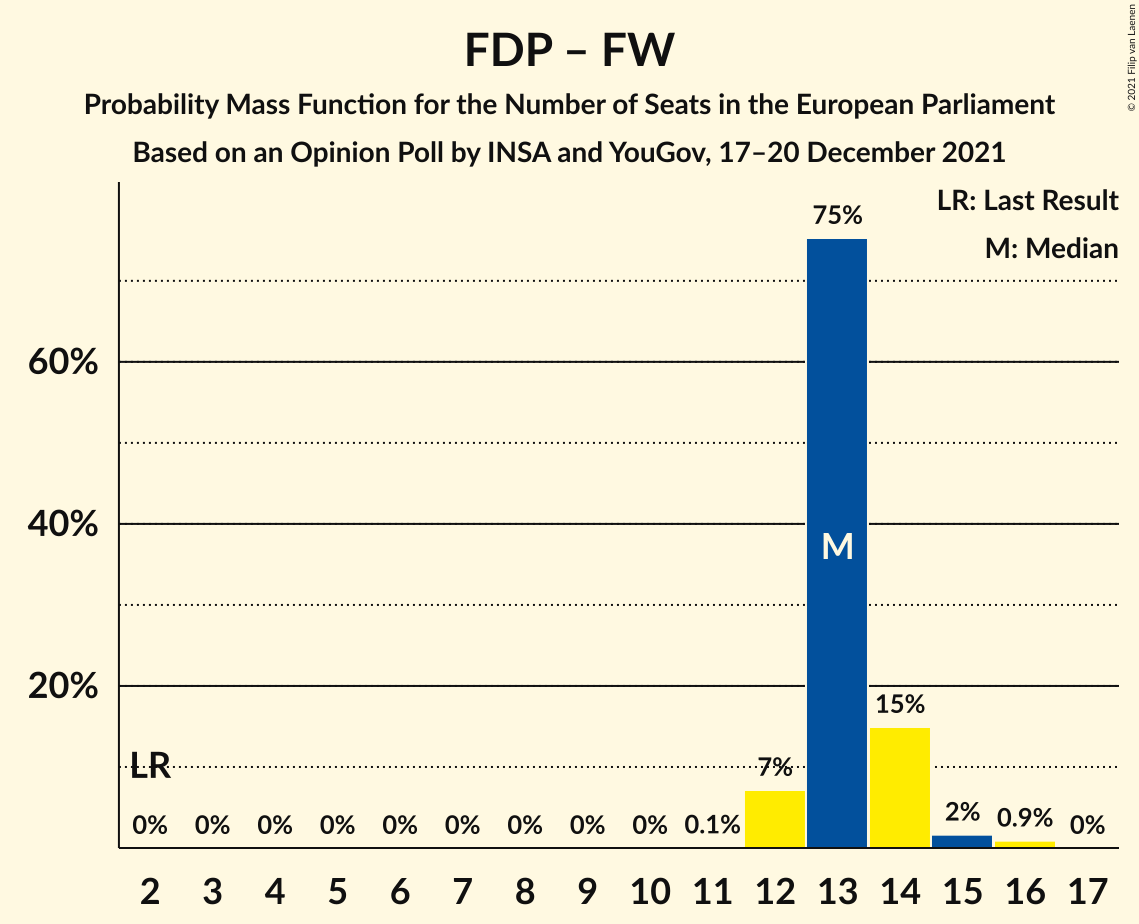 FDP – FW
Probability Mass Function for the Number of Seats in the European Parliament
Based on an Opinion Poll by INSA and YouGov, 17–20 December 2021
© 2021 Filip van Laenen
LR: Last Result
M: Median
75%
60%
40%
M
20%
15%
LR
7%
0% 0% 0% 0% 0% 0% 0% 0% 0% 0.1% 2% 0.9% 0%
2 3 4 5 6 7 8 9 10 11 12 13 14 15 16 17